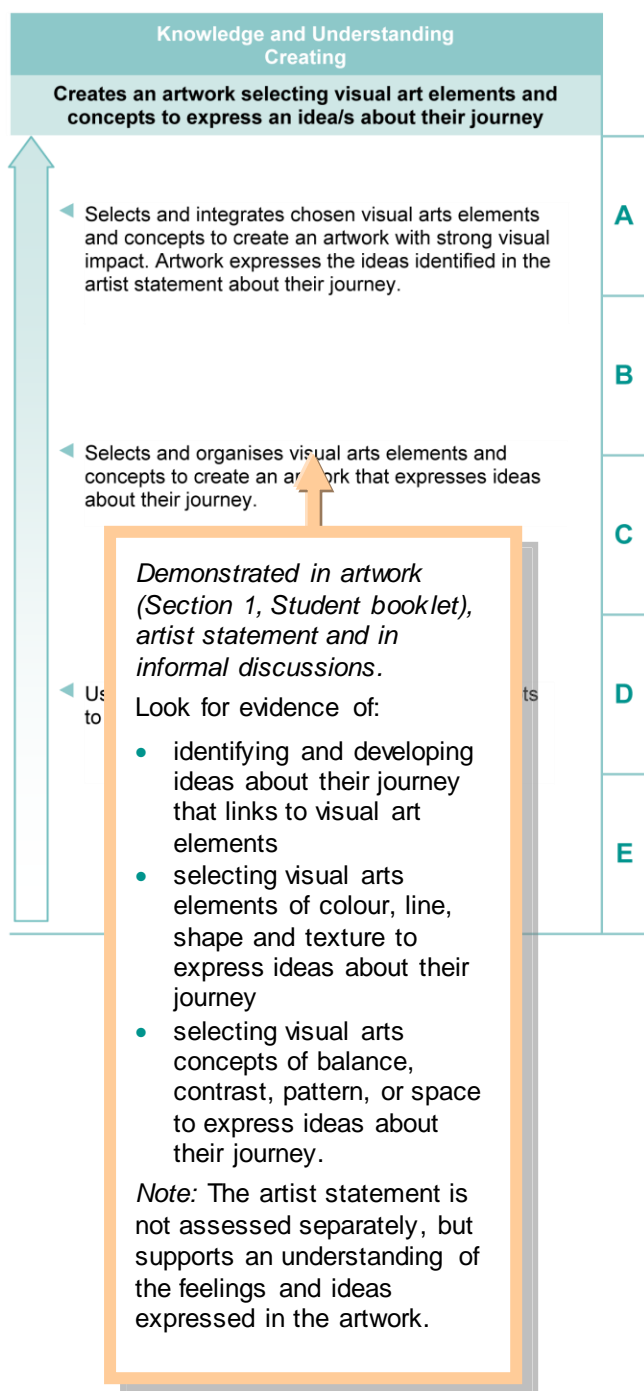 Knowledge and Understanding
Creating
Creates an artwork selecting visual art elements and
concepts to express an idea/s about their journey
A
Selects and integrates chosen visual arts elements
and concepts to create an artwork with strong visual
impact. Artwork expresses the ideas identified in the
artist statement about their journey.
B
Selects and organises visual arts elements and
concepts to create an artwork that expresses ideas
about their journey.
C
Demonstrated in artwork
(Section 1, Student booklet),
artist statement and in
informal discussions.
Look for evidence of:
• identifying and developing
ideas about their journey
that links to visual art
elements
• selecting visual arts
elements of colour, line,
shape and texture to
express ideas about their
journey
• selecting visual arts
concepts of balance,
contrast, pattern, or space
to express ideas about
their journey.
Note: The artist statement is
not assessed separately, but
supports an understanding of
the feelings and ideas
expressed in the artwork.
to
D
E